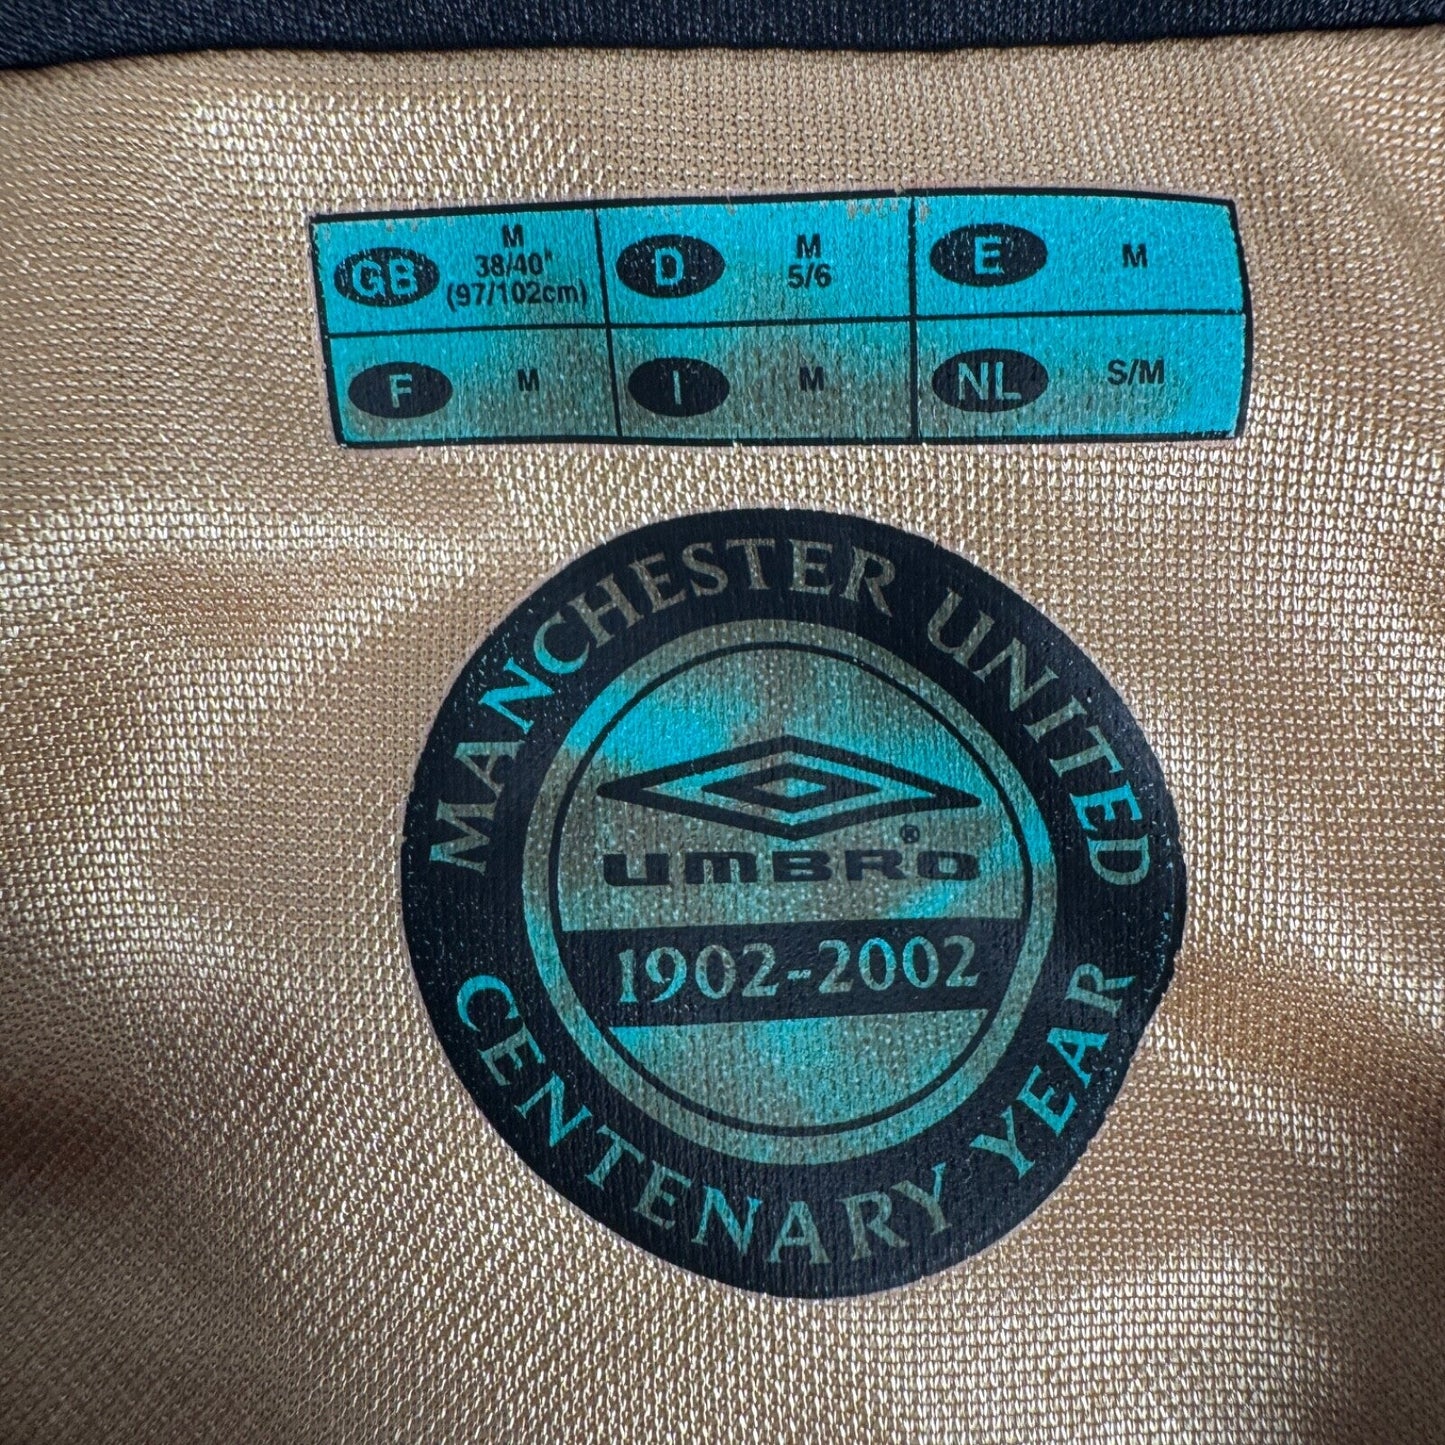 GB M 38/40" (97/102cm)
D M 5/6
E M
F M
I M
NL S/M
MANCHESTER UNITED
UMBRO®
1902-2002
CENTENARY YEAR